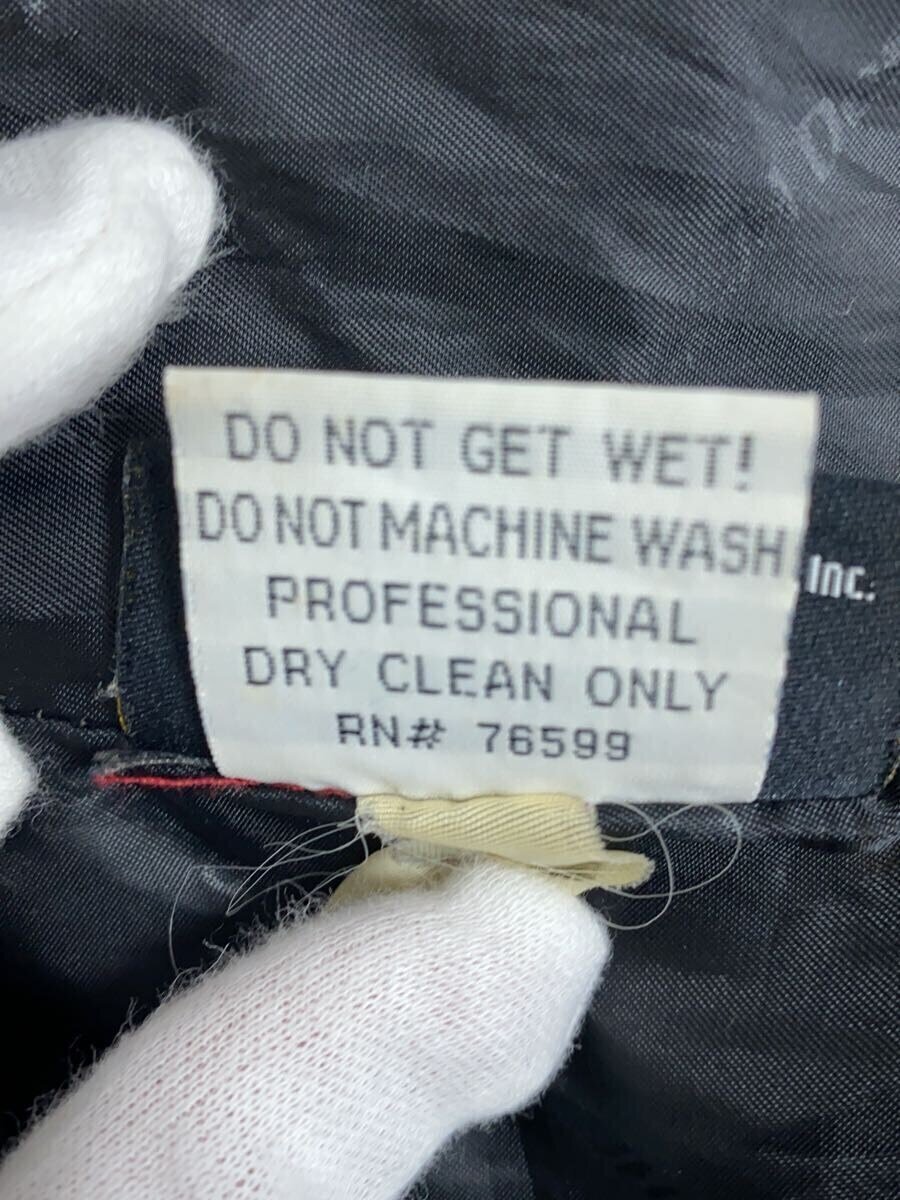 DO NOT GET WET!
DO NOT MACHINE WASH
PROFESSIONAL
DRY CLEAN ONLY
RN# 76599
Inc.